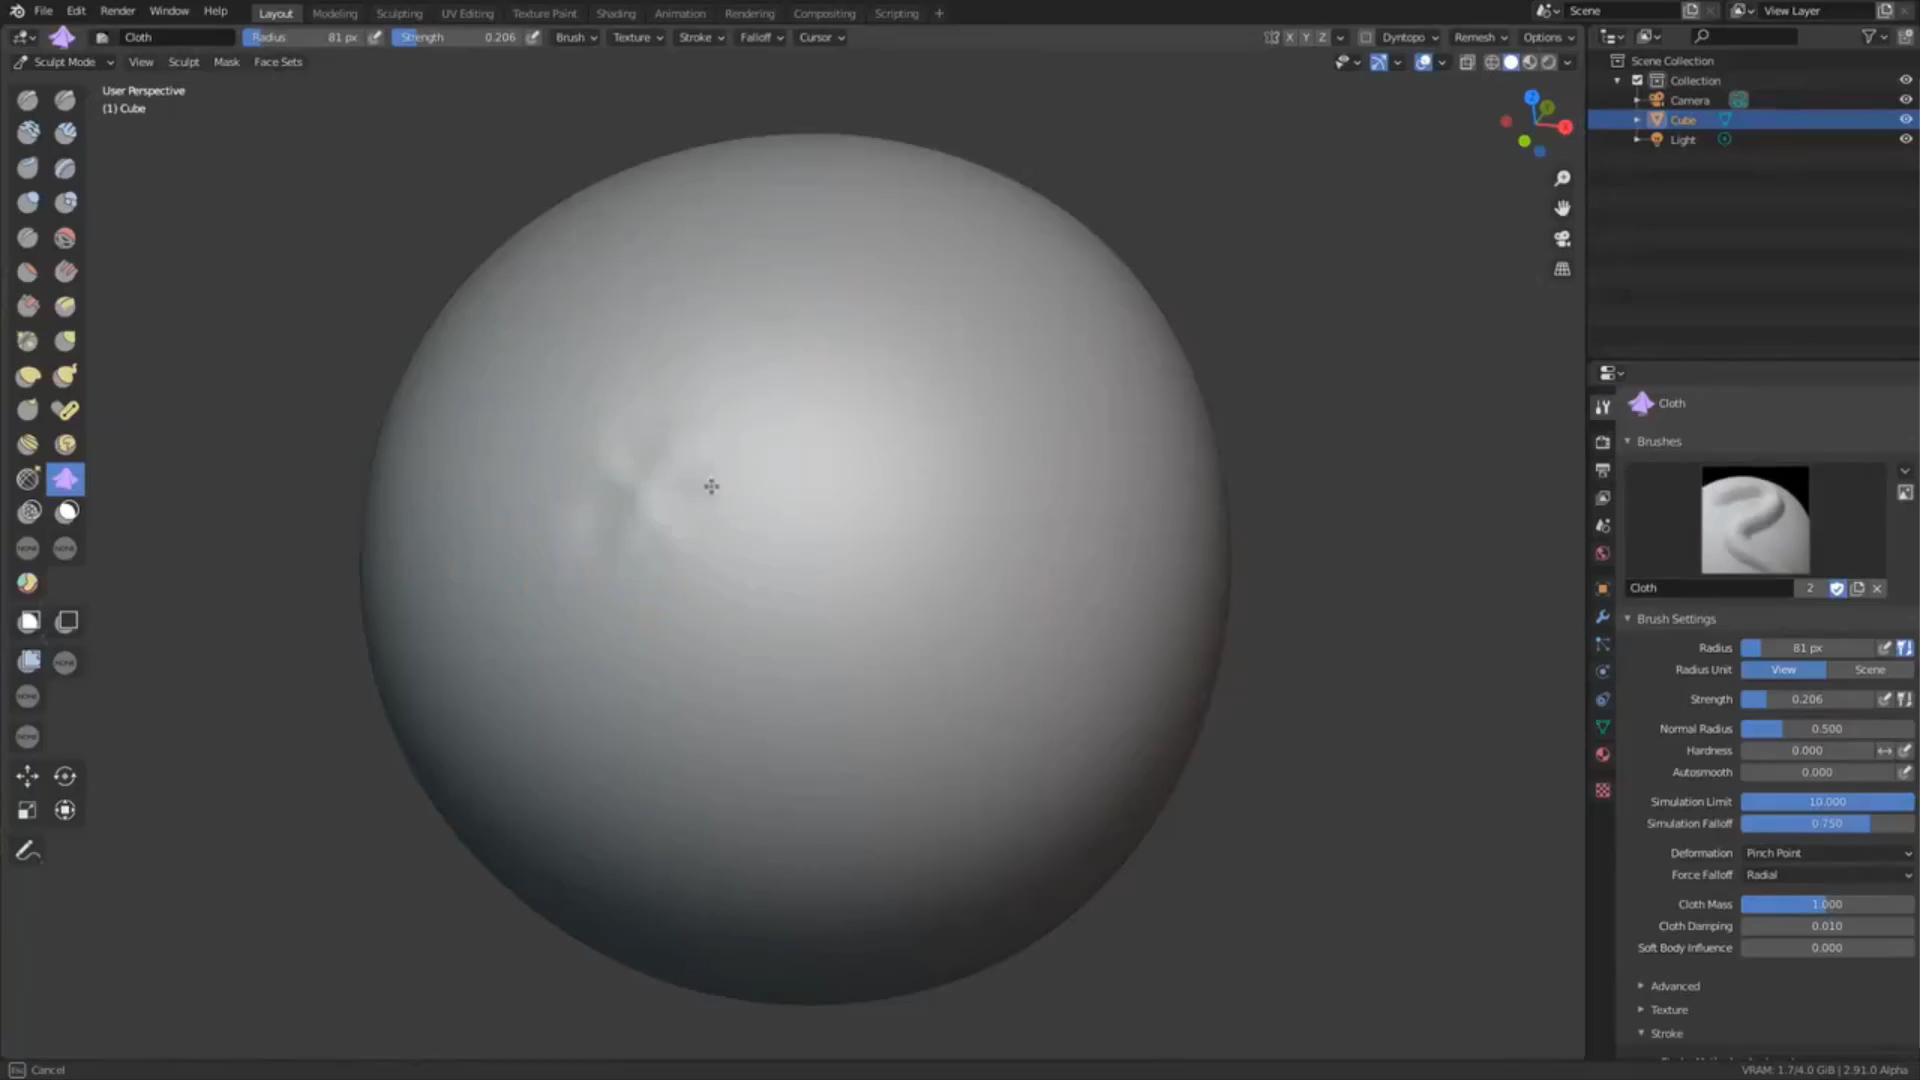 File Edit Render Window Help Layout Modeling Sculpting UV Editing Texture Paint Shading Animation Rendering Compositing Scripting + Scene View Layer
Cloth Radius 81 px Strength 0.206 Brush Texture Stroke Falloff Cursor X Y Z Dyntopo Remesh Options
Sculpt Mode View Sculpt Mask Face Sets
User Perspective
(1) Cube
Z
Y
X
NONE NONE
NONE
NONE
NONE
Scene Collection
Collection
Camera
Cube
Light
Cloth
Brushes
Cloth 2
Brush Settings
Radius 81 px
Radius Unit View Scene
Strength 0.206
Normal Radius 0.500
Hardness 0.000
Autosmooth 0.000
Simulation Limit 10.000
Simulation Falloff 0.750
Deformation Pinch Point
Force Falloff Radial
Cloth Mass 1.000
Cloth Damping 0.010
Soft Body Influence 0.000
Advanced
Texture
Stroke
Esc Cancel
VRAM: 1.7/4.0 GiB | 2.91.0 Alpha